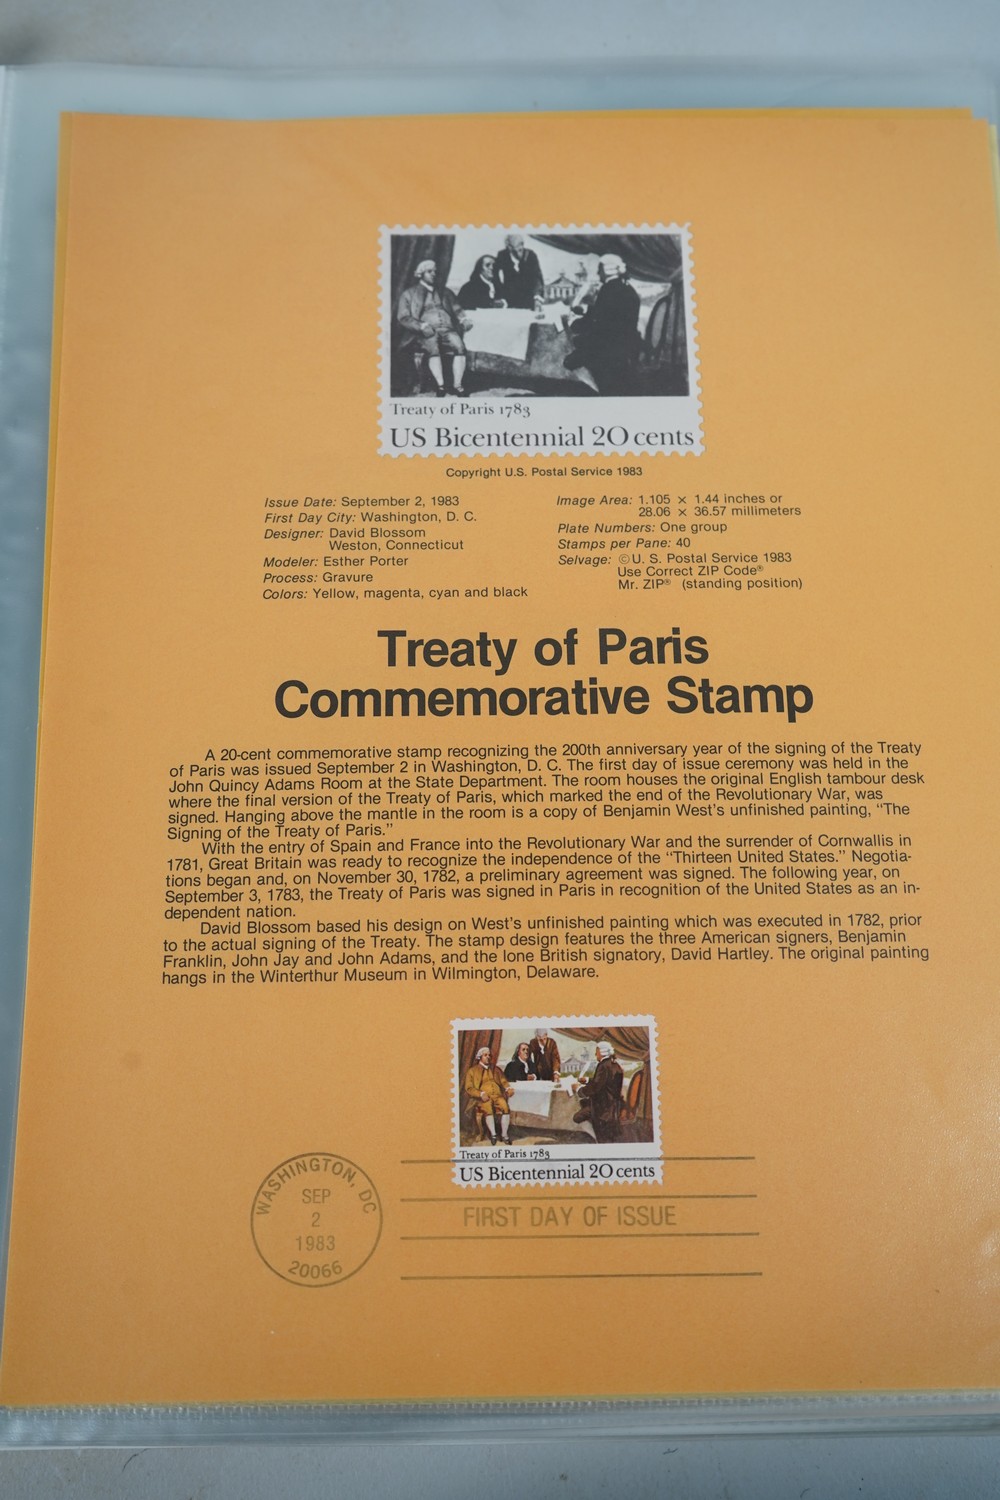 Treaty of Paris 1783
US Bicentennial 20 cents
Copyright U.S. Postal Service 1983
Issue Date: September 2, 1983
First Day City: Washington, D. C.
Designer: David Blossom
Weston, Connecticut
Modeler: Esther Porter
Process: Gravure
Colors: Yellow, magenta, cyan and black
Image Area: 1.105 × 1.44 inches or
28.06 × 36.57 millimeters
Plate Numbers: One group
Stamps per Pane: 40
Selvage: ©U. S. Postal Service 1983
Use Correct ZIP Code®
Mr. ZIP® (standing position)
Treaty of Paris
Commemorative Stamp
A 20-cent commemorative stamp recognizing the 200th anniversary year of the signing of the Treaty
of Paris was issued September 2 in Washington, D. C. The first day of issue ceremony was held in the
John Quincy Adams Room at the State Department. The room houses the original English tambour desk
where the final version of the Treaty of Paris, which marked the end of the Revolutionary War, was
signed. Hanging above the mantle in the room is a copy of Benjamin West's unfinished painting, "The
Signing of the Treaty of Paris."
With the entry of Spain and France into the Revolutionary War and the surrender of Cornwallis in
1781, Great Britain was ready to recognize the independence of the "Thirteen United States." Negotia-
tions began and, on November 30, 1782, a preliminary agreement was signed. The following year, on
September 3, 1783, the Treaty of Paris was signed in Paris in recognition of the United States as an in-
dependent nation.
David Blossom based his design on West's unfinished painting which was executed in 1782, prior
to the actual signing of the Treaty. The stamp design features the three American signers, Benjamin
Franklin, John Jay and John Adams, and the lone British signatory, David Hartley. The original painting
hangs in the Winterthur Museum in Wilmington, Delaware.
Treaty of Paris 1783
US Bicentennial 20 cents
WASHINGTON, DC
SEP
2
1983
20066
FIRST DAY OF ISSUE